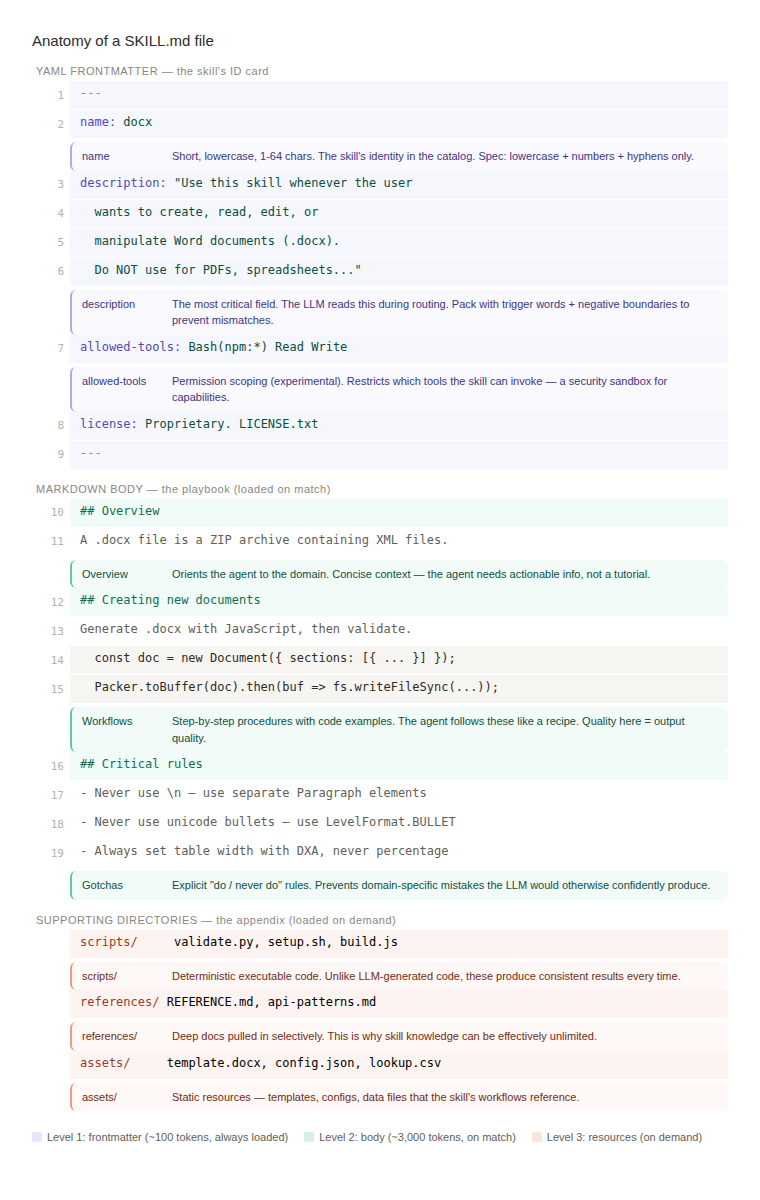 Anatomy of a SKILL.md file
YAML FRONTMATTER — the skill's ID card
1 ---
2 name: docx
name Short, lowercase, 1-64 chars. The skill's identity in the catalog. Spec: lowercase + numbers + hyphens only.
3 description: "Use this skill whenever the user
4 wants to create, read, edit, or
5 manipulate Word documents (.docx).
6 Do NOT use for PDFs, spreadsheets..."
description The most critical field. The LLM reads this during routing. Pack with trigger words + negative boundaries to
prevent mismatches.
7 allowed-tools: Bash(npm:*) Read Write
allowed-tools Permission scoping (experimental). Restricts which tools the skill can invoke — a security sandbox for
capabilities.
8 license: Proprietary. LICENSE.txt
9 ---
MARKDOWN BODY — the playbook (loaded on match)
10 ## Overview
11 A .docx file is a ZIP archive containing XML files.
Overview Orients the agent to the domain. Concise context — the agent needs actionable info, not a tutorial.
12 ## Creating new documents
13 Generate .docx with JavaScript, then validate.
14 const doc = new Document({ sections: [{ ... }] });
15 Packer.toBuffer(doc).then(buf => fs.writeFileSync(...));
Workflows Step-by-step procedures with code examples. The agent follows these like a recipe. Quality here = output
quality.
16 ## Critical rules
17 - Never use \n — use separate Paragraph elements
18 - Never use unicode bullets — use LevelFormat.BULLET
19 - Always set table width with DXA, never percentage
Gotchas Explicit "do / never do" rules. Prevents domain-specific mistakes the LLM would otherwise confidently produce.
SUPPORTING DIRECTORIES — the appendix (loaded on demand)
scripts/ validate.py, setup.sh, build.js
scripts/ Deterministic executable code. Unlike LLM-generated code, these produce consistent results every time.
references/ REFERENCE.md, api-patterns.md
references/ Deep docs pulled in selectively. This is why skill knowledge can be effectively unlimited.
assets/ template.docx, config.json, lookup.csv
assets/ Static resources — templates, configs, data files that the skill's workflows reference.
Level 1: frontmatter (~100 tokens, always loaded) Level 2: body (~3,000 tokens, on match) Level 3: resources (on demand)